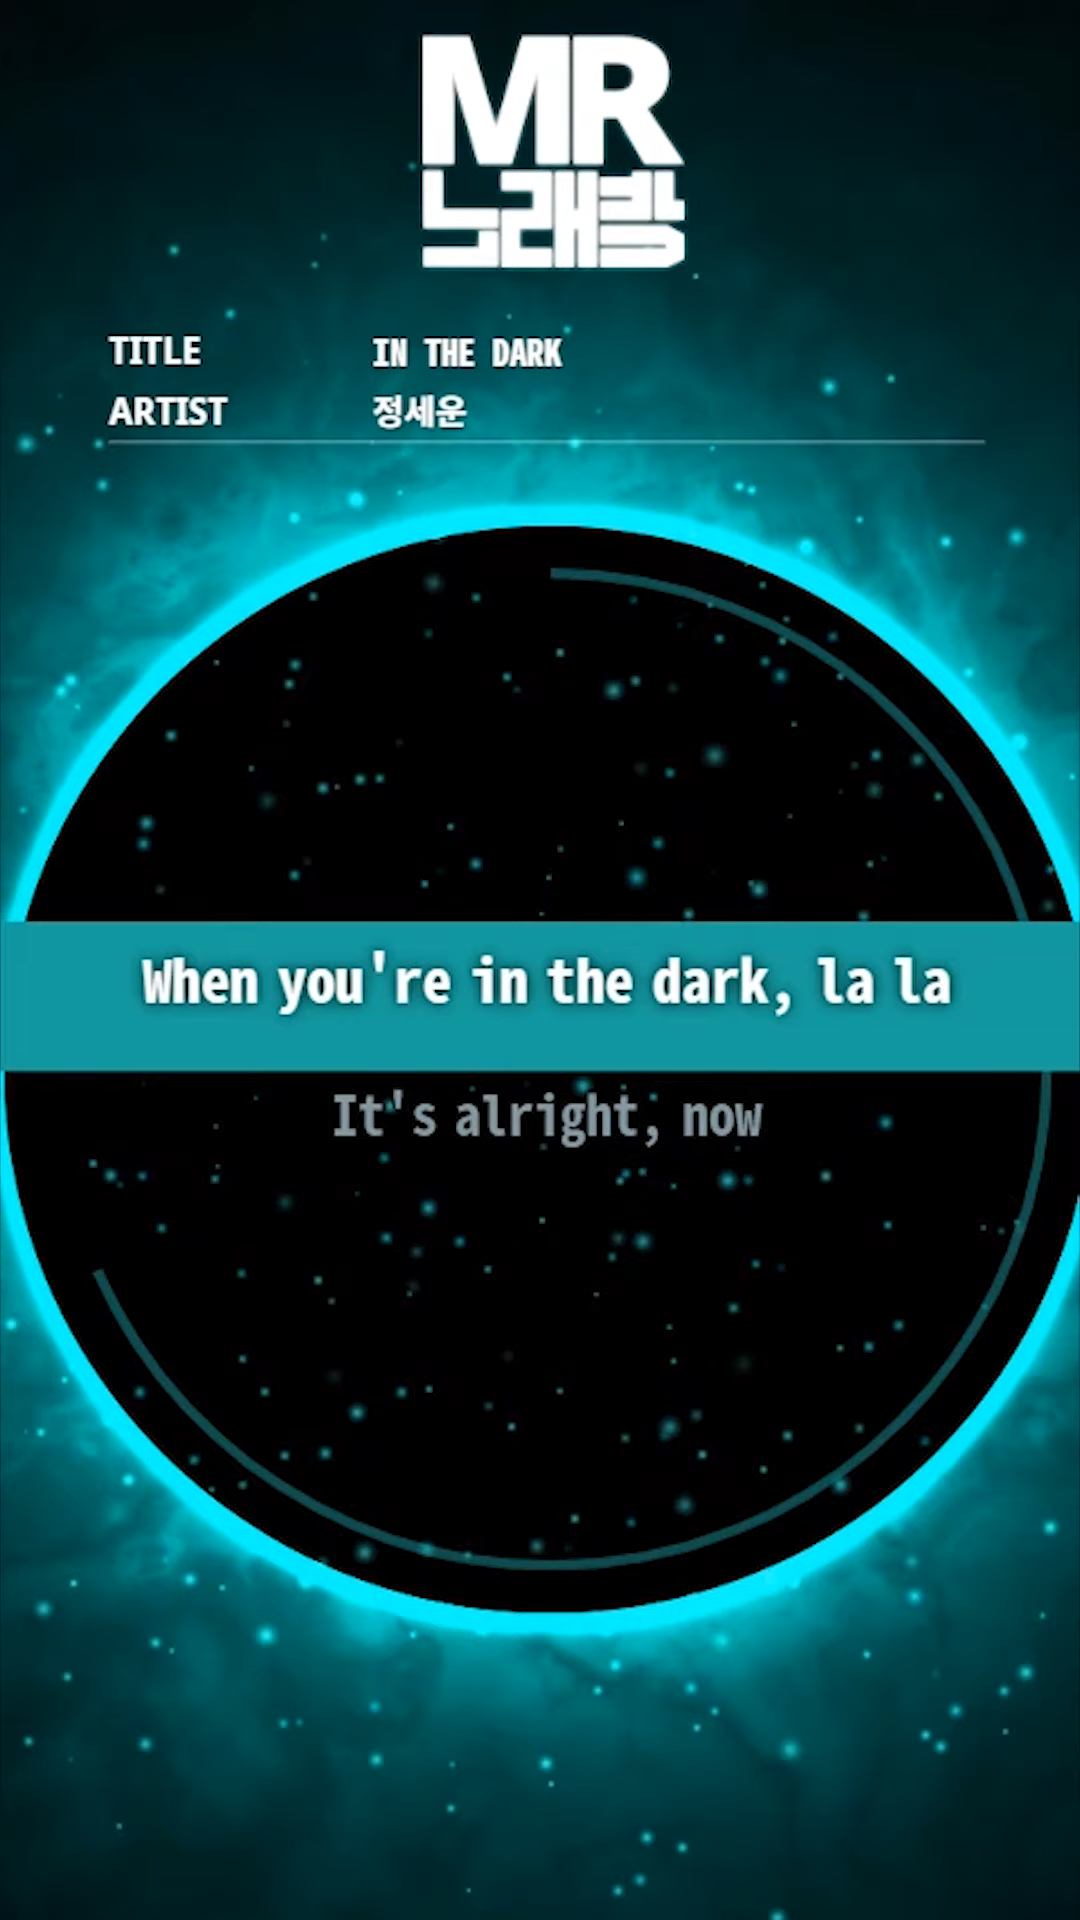 MR
노래방
TITLE IN THE DARK
ARTIST 정세운
When you're in the dark, la la
It's alright, now